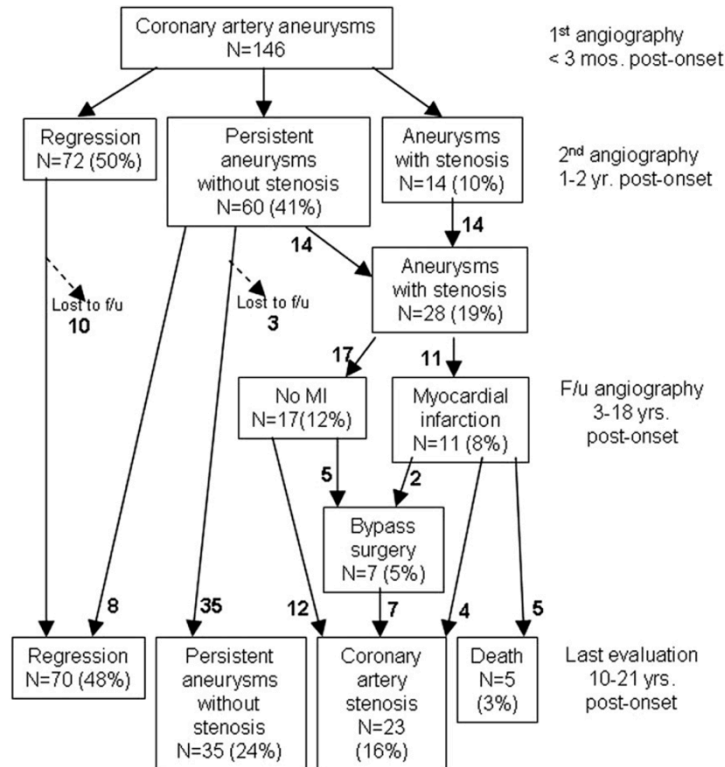 Coronary artery aneurysms
N=146
1st angiography
< 3 mos. post-onset
Regression
N=72 (50%)
Persistent
aneurysms
without stenosis
N=60 (41%)
Aneurysms
with stenosis
N=14 (10%)
2nd angiography
1-2 yr. post-onset
14
14
Lost to f/u
10
Lost to f/u
3
Aneurysms
with stenosis
N=28 (19%)
17
11
No MI
N=17(12%)
Myocardial
infarction
N=11 (8%)
F/u angiography
3-18 yrs.
post-onset
5
2
Bypass
surgery
N=7 (5%)
8
35
12
7
4
5
Regression
N=70 (48%)
Persistent
aneurysms
without
stenosis
N=35 (24%)
Coronary
artery
stenosis
N=23
(16%)
Death
N=5
(3%)
Last evaluation
10-21 yrs.
post-onset